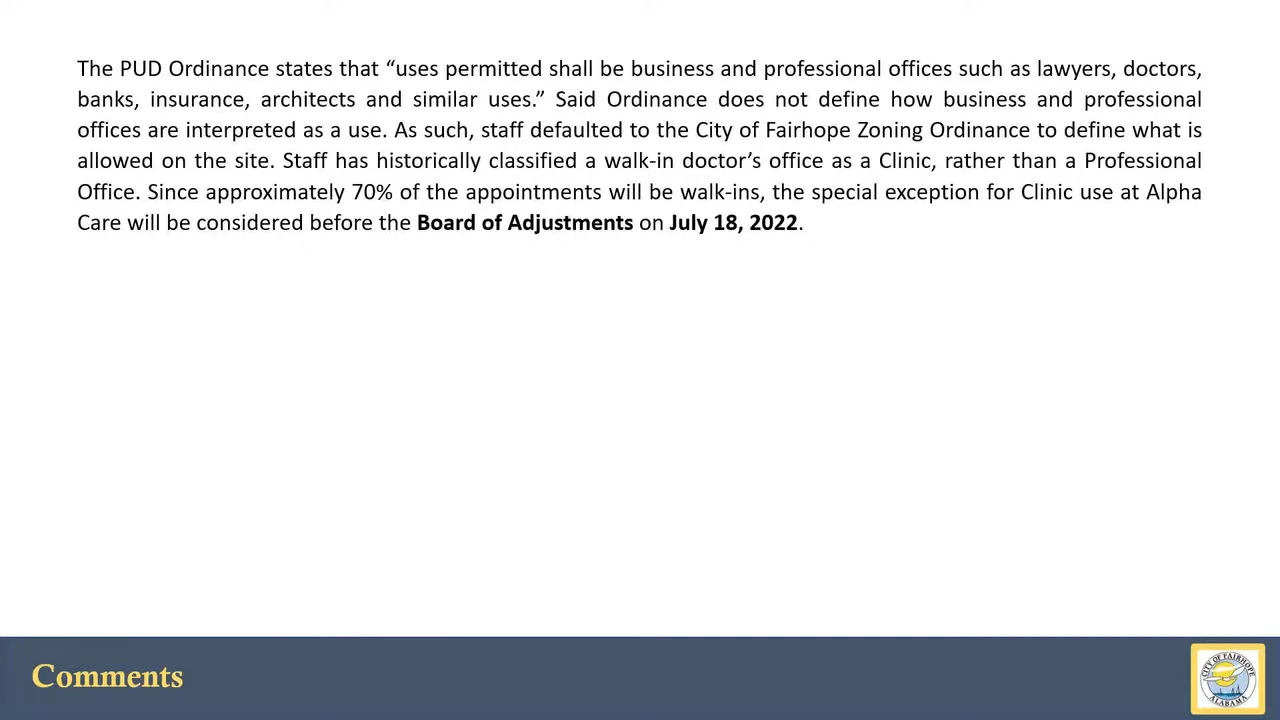 The PUD Ordinance states that “uses permitted shall be business and professional offices such as lawyers, doctors,
banks, insurance, architects and similar uses.” Said Ordinance does not define how business and professional
offices are interpreted as a use. As such, staff defaulted to the City of Fairhope Zoning Ordinance to define what is
allowed on the site. Staff has historically classified a walk-in doctor’s office as a Clinic, rather than a Professional
Office. Since approximately 70% of the appointments will be walk-ins, the special exception for Clinic use at Alpha
Care will be considered before the Board of Adjustments on July 18, 2022.
Comments
CITY OF FAIRHOPE
ALABAMA